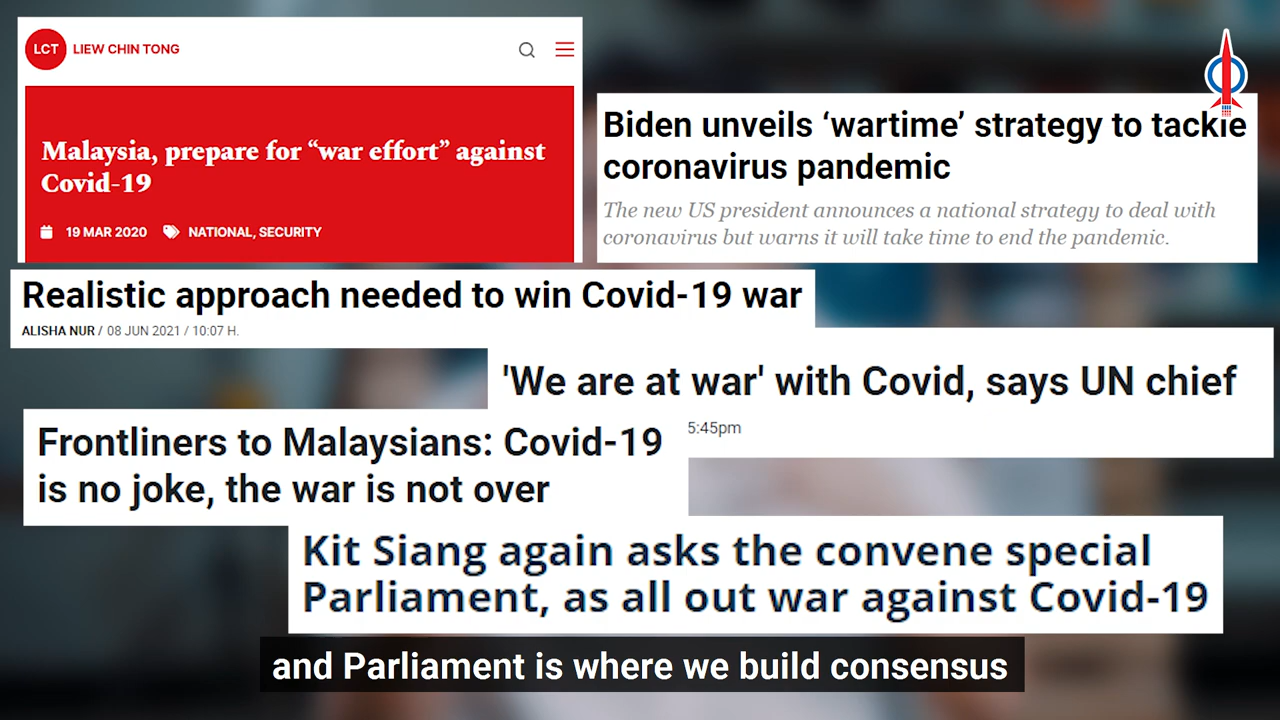 LCT LIEW CHIN TONG
Malaysia, prepare for “war effort” against
Covid-19
19 MAR 2020 NATIONAL, SECURITY
Biden unveils ‘wartime’ strategy to tackle
coronavirus pandemic
The new US president announces a national strategy to deal with
coronavirus but warns it will take time to end the pandemic.
Realistic approach needed to win Covid-19 war
ALISHA NUR / 08 JUN 2021 / 10:07 H.
'We are at war' with Covid, says UN chief
5:45pm
Frontliners to Malaysians: Covid-19
is no joke, the war is not over
Kit Siang again asks the convene special
Parliament, as all out war against Covid-19
and Parliament is where we build consensus